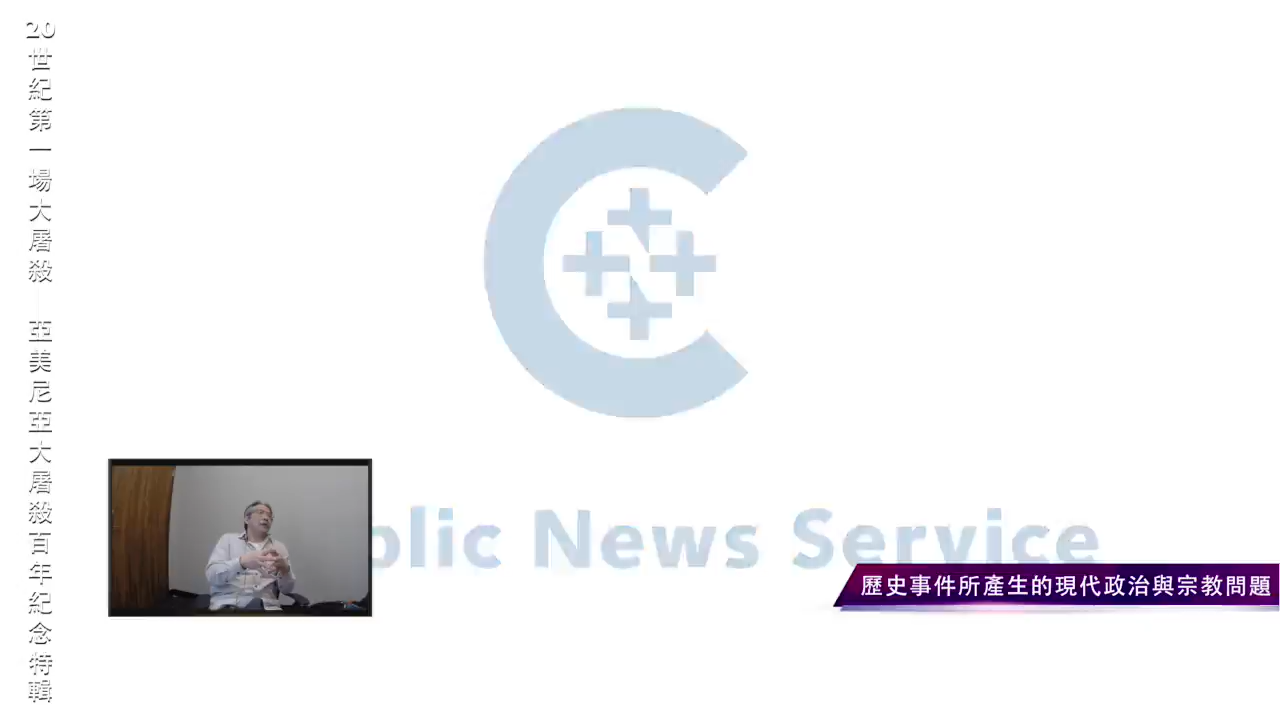 20世紀第一場大屠殺 亞美尼亞大屠殺百年紀念特輯
blic News Service
歷史事件所產生的現代政治與宗教問題